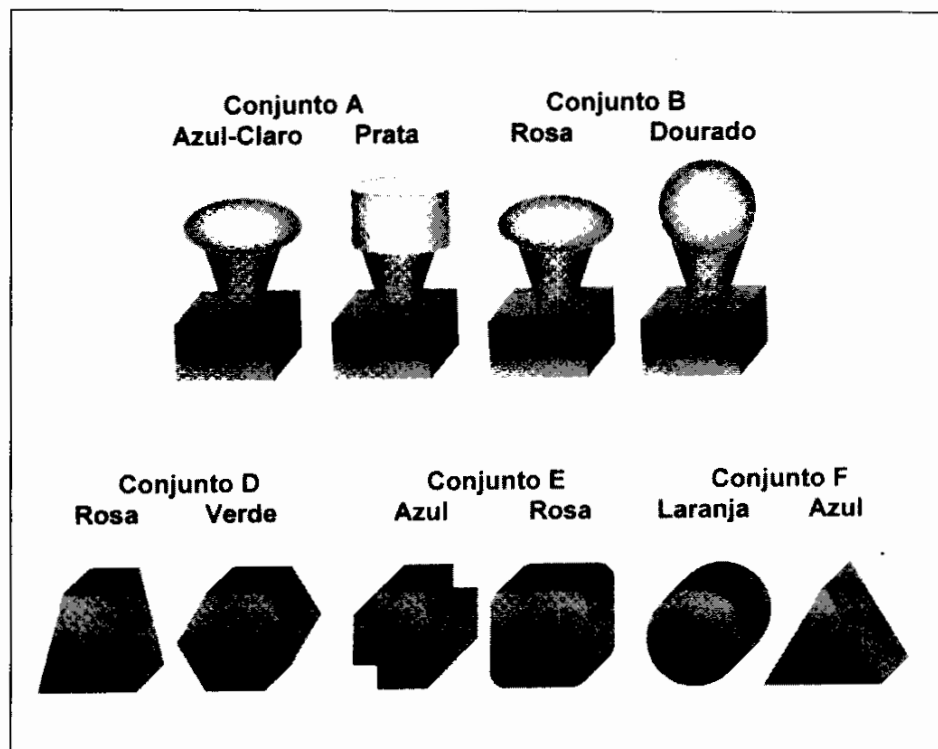 Conjunto A
Azul-Claro Prata
Conjunto B
Rosa Dourado
Conjunto D
Rosa Verde
Conjunto E
Azul Rosa
Conjunto F
Laranja Azul